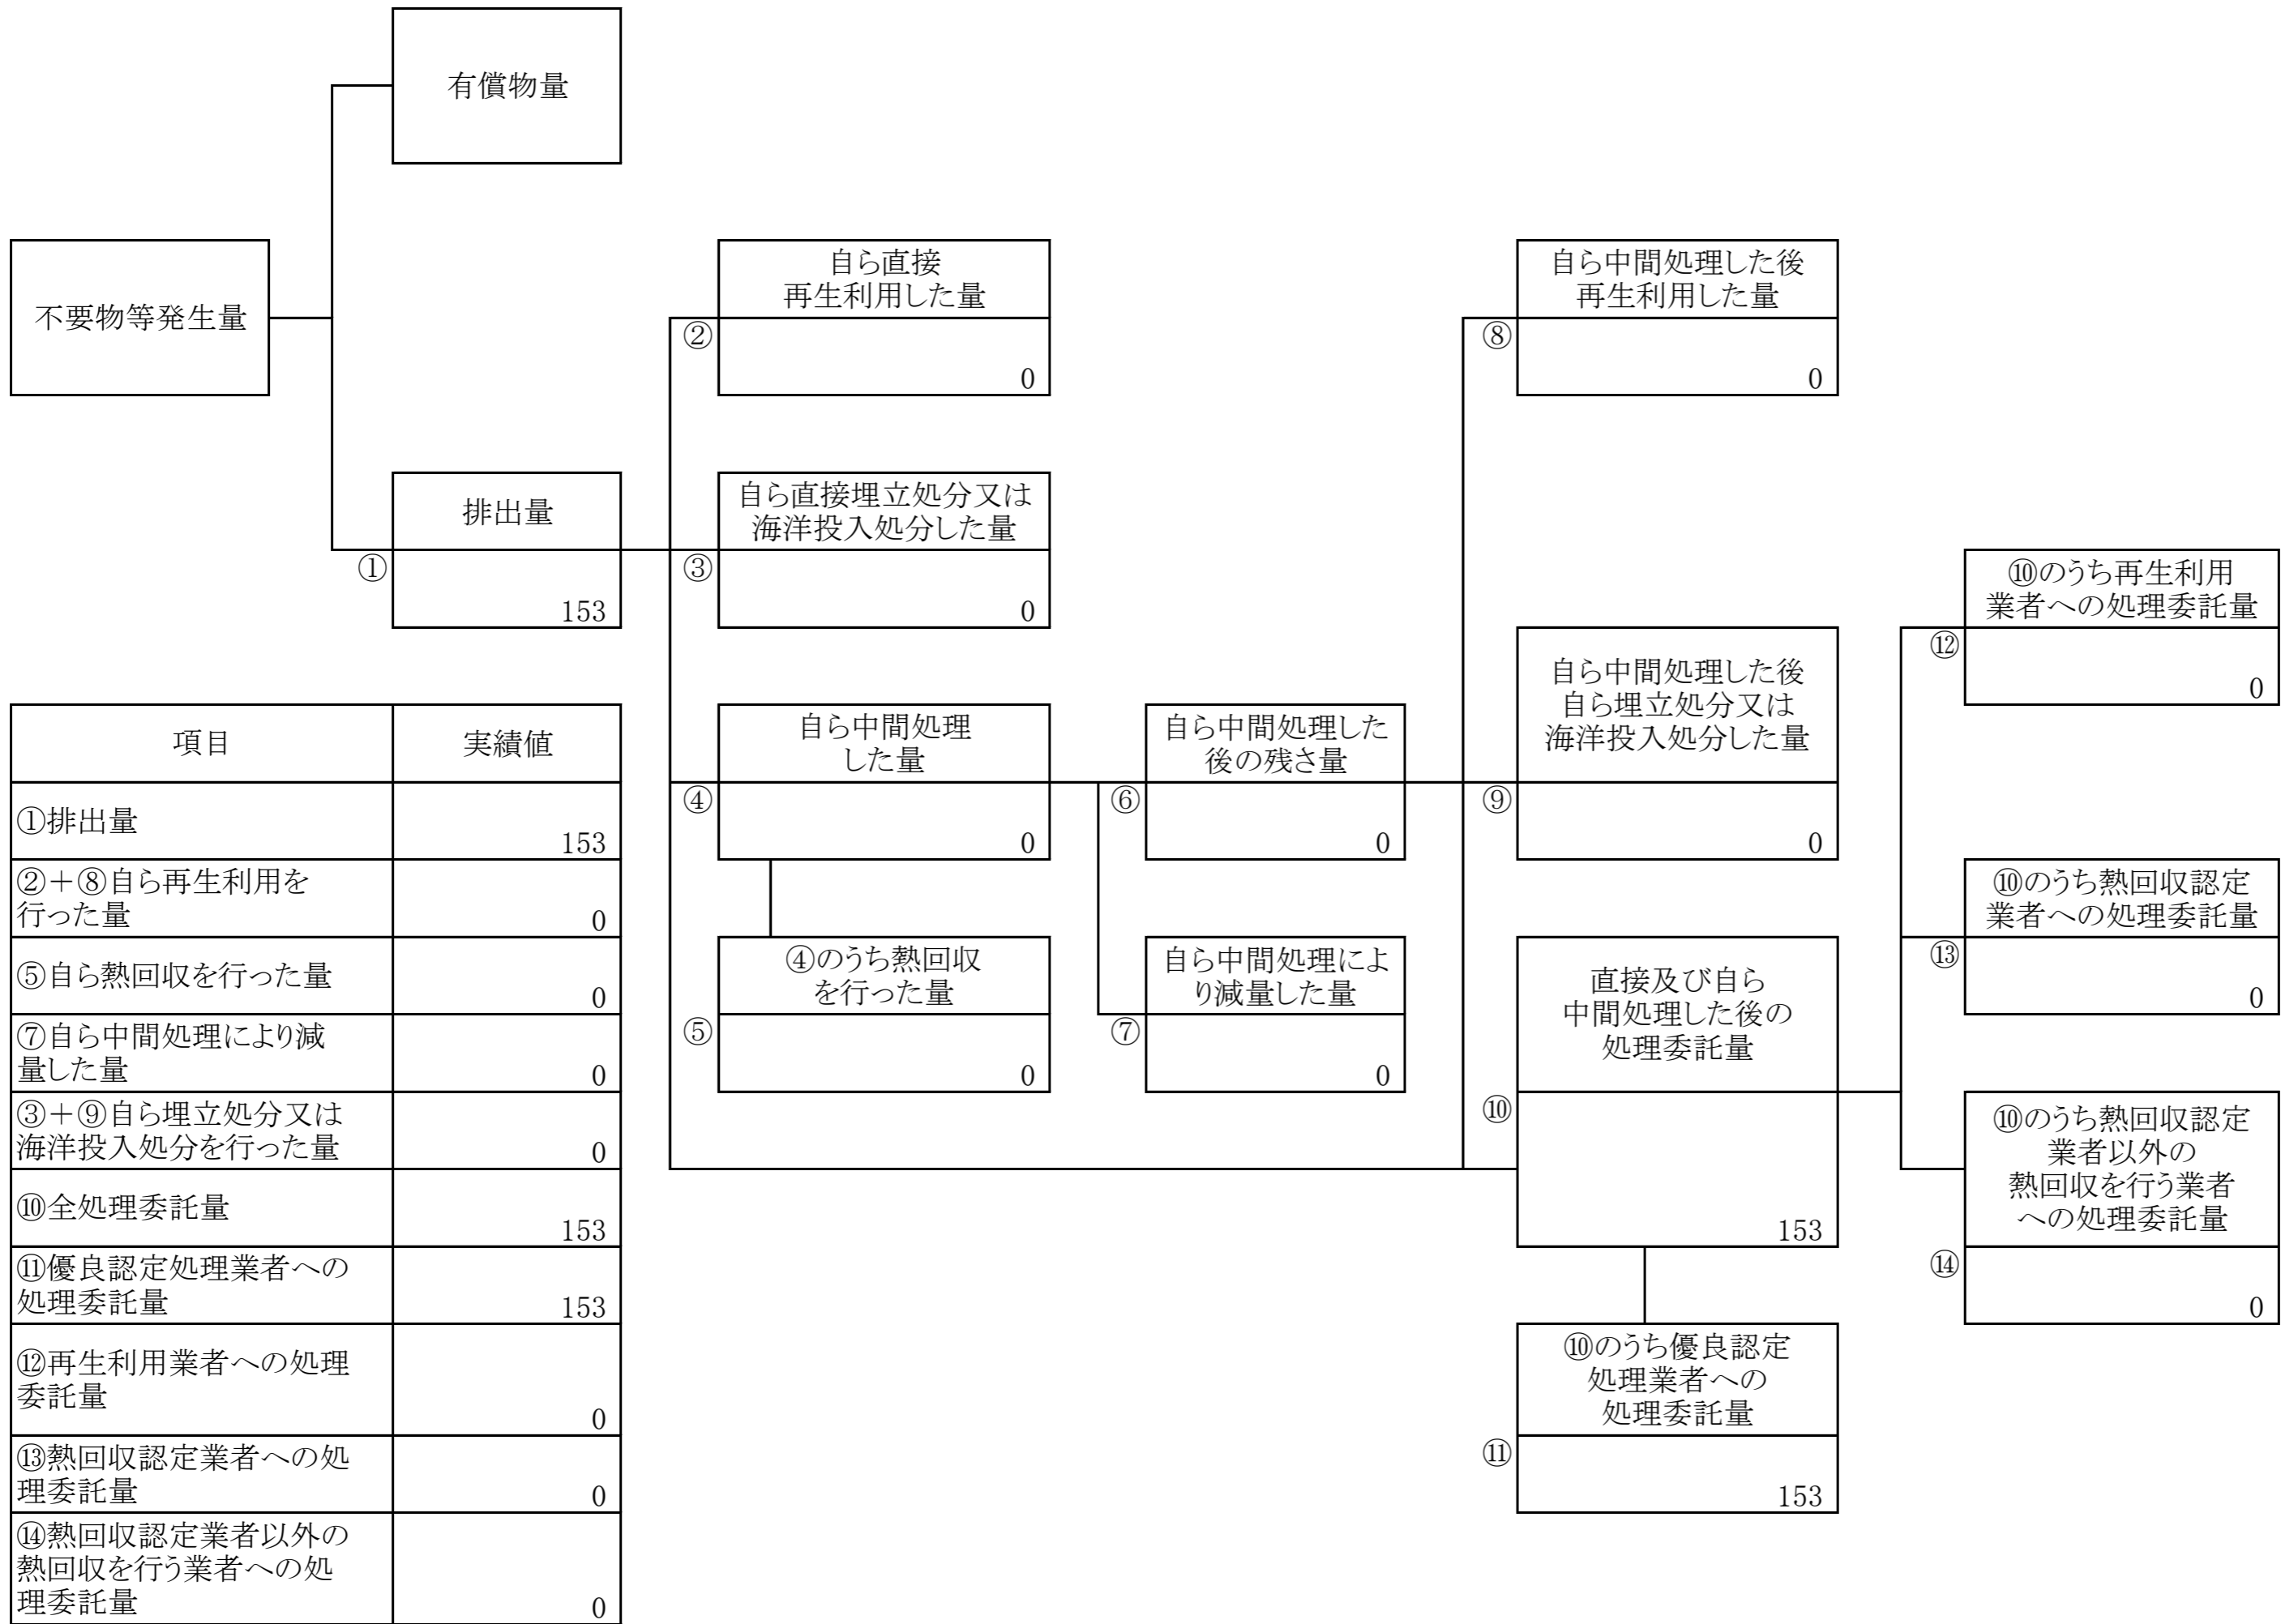 有償物量
不要物等発生量
自ら直接
再生利用した量
②
0
自ら中間処理した後
再生利用した量
⑧
0
排出量
①
153
自ら直接埋立処分又は
海洋投入処分した量
③
0
⑩のうち再生利用
業者への処理委託量
⑫
0
自ら中間処理した後
自ら埋立処分又は
海洋投入処分した量
⑨
0
自ら中間処理
した量
④
0
自ら中間処理した
後の残さ量
⑥
0
⑩のうち熱回収認定
業者への処理委託量
⑬
0
④のうち熱回収
を行った量
⑤
0
自ら中間処理によ
り減量した量
⑦
0
直接及び自ら
中間処理した後の
処理委託量
⑩
153
⑩のうち熱回収認定
業者以外の
熱回収を行う業者
への処理委託量
⑭
0
⑩のうち優良認定
処理業者への
処理委託量
⑪
153
項目
実績値
①排出量
153
②＋⑧自ら再生利用を
行った量
0
⑤自ら熱回収を行った量
0
⑦自ら中間処理により減
量した量
0
③＋⑨自ら埋立処分又は
海洋投入処分を行った量
0
⑩全処理委託量
153
⑪優良認定処理業者への
処理委託量
153
⑫再生利用業者への処理
委託量
0
⑬熱回収認定業者への処
理委託量
0
⑭熱回収認定業者以外の
熱回収を行う業者への処
理委託量
0